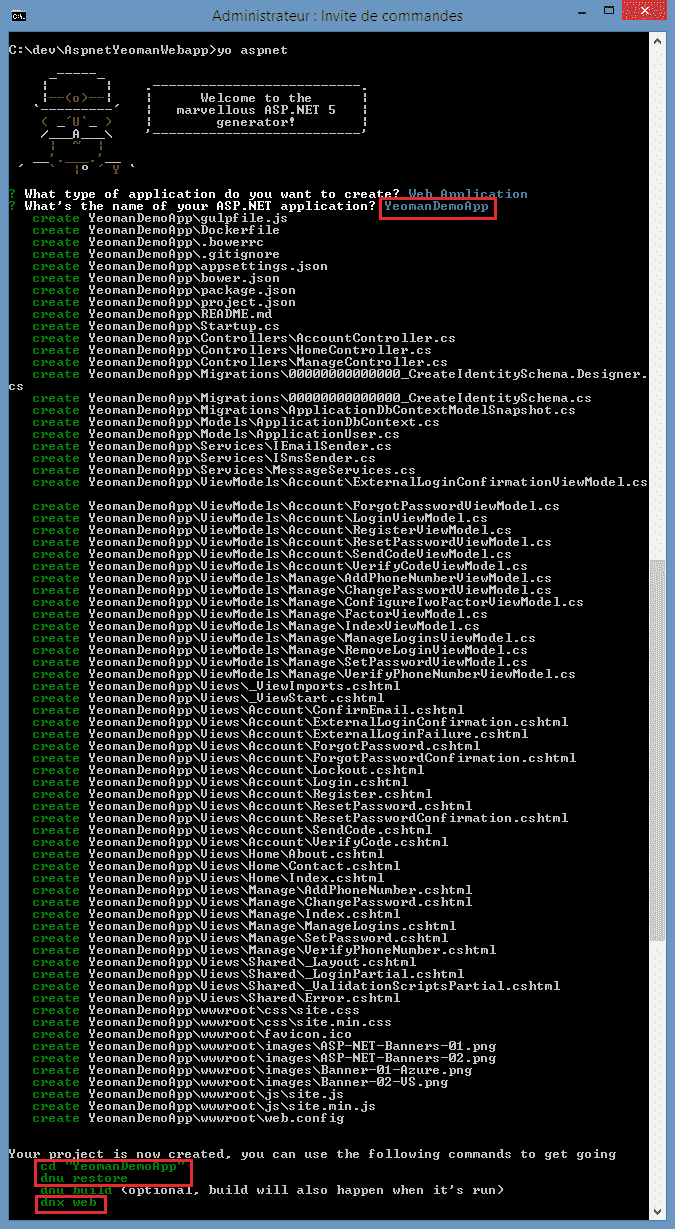 Administrateur : Invite de commandes
C:\dev\AspnetYeomanWebapp>yo aspnet
Welcome to the
marvellous ASP.NET 5
generator!
? What type of application do you want to create? Web Application
? What's the name of your ASP.NET application? YeomanDemoApp
create YeomanDemoApp\gulpfile.js
create YeomanDemoApp\Dockerfile
create YeomanDemoApp\.bowerrc
create YeomanDemoApp\.gitignore
create YeomanDemoApp\appsettings.json
create YeomanDemoApp\bower.json
create YeomanDemoApp\package.json
create YeomanDemoApp\project.json
create YeomanDemoApp\README.md
create YeomanDemoApp\Startup.cs
create YeomanDemoApp\Controllers\AccountController.cs
create YeomanDemoApp\Controllers\HomeController.cs
create YeomanDemoApp\Controllers\ManageController.cs
create YeomanDemoApp\Migrations\00000000000000_CreateIdentitySchema.Designer.
cs
create YeomanDemoApp\Migrations\00000000000000_CreateIdentitySchema.cs
create YeomanDemoApp\Migrations\ApplicationDbContextModelSnapshot.cs
create YeomanDemoApp\Models\ApplicationDbContext.cs
create YeomanDemoApp\Models\ApplicationUser.cs
create YeomanDemoApp\Services\IEmailSender.cs
create YeomanDemoApp\Services\ISmsSender.cs
create YeomanDemoApp\Services\MessageServices.cs
create YeomanDemoApp\ViewModels\Account\ExternalLoginConfirmationViewModel.cs
create YeomanDemoApp\ViewModels\Account\ForgotPasswordViewModel.cs
create YeomanDemoApp\ViewModels\Account\LoginViewModel.cs
create YeomanDemoApp\ViewModels\Account\RegisterViewModel.cs
create YeomanDemoApp\ViewModels\Account\ResetPasswordViewModel.cs
create YeomanDemoApp\ViewModels\Account\SendCodeViewModel.cs
create YeomanDemoApp\ViewModels\Account\VerifyCodeViewModel.cs
create YeomanDemoApp\ViewModels\Manage\AddPhoneNumberViewModel.cs
create YeomanDemoApp\ViewModels\Manage\ChangePasswordViewModel.cs
create YeomanDemoApp\ViewModels\Manage\ConfigureTwoFactorViewModel.cs
create YeomanDemoApp\ViewModels\Manage\FactorViewModel.cs
create YeomanDemoApp\ViewModels\Manage\IndexViewModel.cs
create YeomanDemoApp\ViewModels\Manage\ManageLoginsViewModel.cs
create YeomanDemoApp\ViewModels\Manage\RemoveLoginViewModel.cs
create YeomanDemoApp\ViewModels\Manage\SetPasswordViewModel.cs
create YeomanDemoApp\ViewModels\Manage\VerifyPhoneNumberViewModel.cs
create YeomanDemoApp\Views\_ViewImports.cshtml
create YeomanDemoApp\Views\_ViewStart.cshtml
create YeomanDemoApp\Views\Account\ConfirmEmail.cshtml
create YeomanDemoApp\Views\Account\ExternalLoginConfirmation.cshtml
create YeomanDemoApp\Views\Account\ExternalLoginFailure.cshtml
create YeomanDemoApp\Views\Account\ForgotPassword.cshtml
create YeomanDemoApp\Views\Account\ForgotPasswordConfirmation.cshtml
create YeomanDemoApp\Views\Account\Lockout.cshtml
create YeomanDemoApp\Views\Account\Login.cshtml
create YeomanDemoApp\Views\Account\Register.cshtml
create YeomanDemoApp\Views\Account\ResetPassword.cshtml
create YeomanDemoApp\Views\Account\ResetPasswordConfirmation.cshtml
create YeomanDemoApp\Views\Account\SendCode.cshtml
create YeomanDemoApp\Views\Account\VerifyCode.cshtml
create YeomanDemoApp\Views\Home\About.cshtml
create YeomanDemoApp\Views\Home\Contact.cshtml
create YeomanDemoApp\Views\Home\Index.cshtml
create YeomanDemoApp\Views\Manage\AddPhoneNumber.cshtml
create YeomanDemoApp\Views\Manage\ChangePassword.cshtml
create YeomanDemoApp\Views\Manage\Index.cshtml
create YeomanDemoApp\Views\Manage\ManageLogins.cshtml
create YeomanDemoApp\Views\Manage\SetPassword.cshtml
create YeomanDemoApp\Views\Manage\VerifyPhoneNumber.cshtml
create YeomanDemoApp\Views\Shared\_Layout.cshtml
create YeomanDemoApp\Views\Shared\_LoginPartial.cshtml
create YeomanDemoApp\Views\Shared\_ValidationScriptsPartial.cshtml
create YeomanDemoApp\Views\Shared\Error.cshtml
create YeomanDemoApp\wwwroot\css\site.css
create YeomanDemoApp\wwwroot\css\site.min.css
create YeomanDemoApp\wwwroot\favicon.ico
create YeomanDemoApp\wwwroot\images\ASP-NET-Banners-01.png
create YeomanDemoApp\wwwroot\images\ASP-NET-Banners-02.png
create YeomanDemoApp\wwwroot\images\Banner-01-Azure.png
create YeomanDemoApp\wwwroot\images\Banner-02-VS.png
create YeomanDemoApp\wwwroot\js\site.js
create YeomanDemoApp\wwwroot\js\site.min.js
create YeomanDemoApp\wwwroot\web.config
Your project is now created, you can use the following commands to get going
cd "YeomanDemoApp"
dnu restore
dnu build (optional, build will also happen when it's run)
dnx web